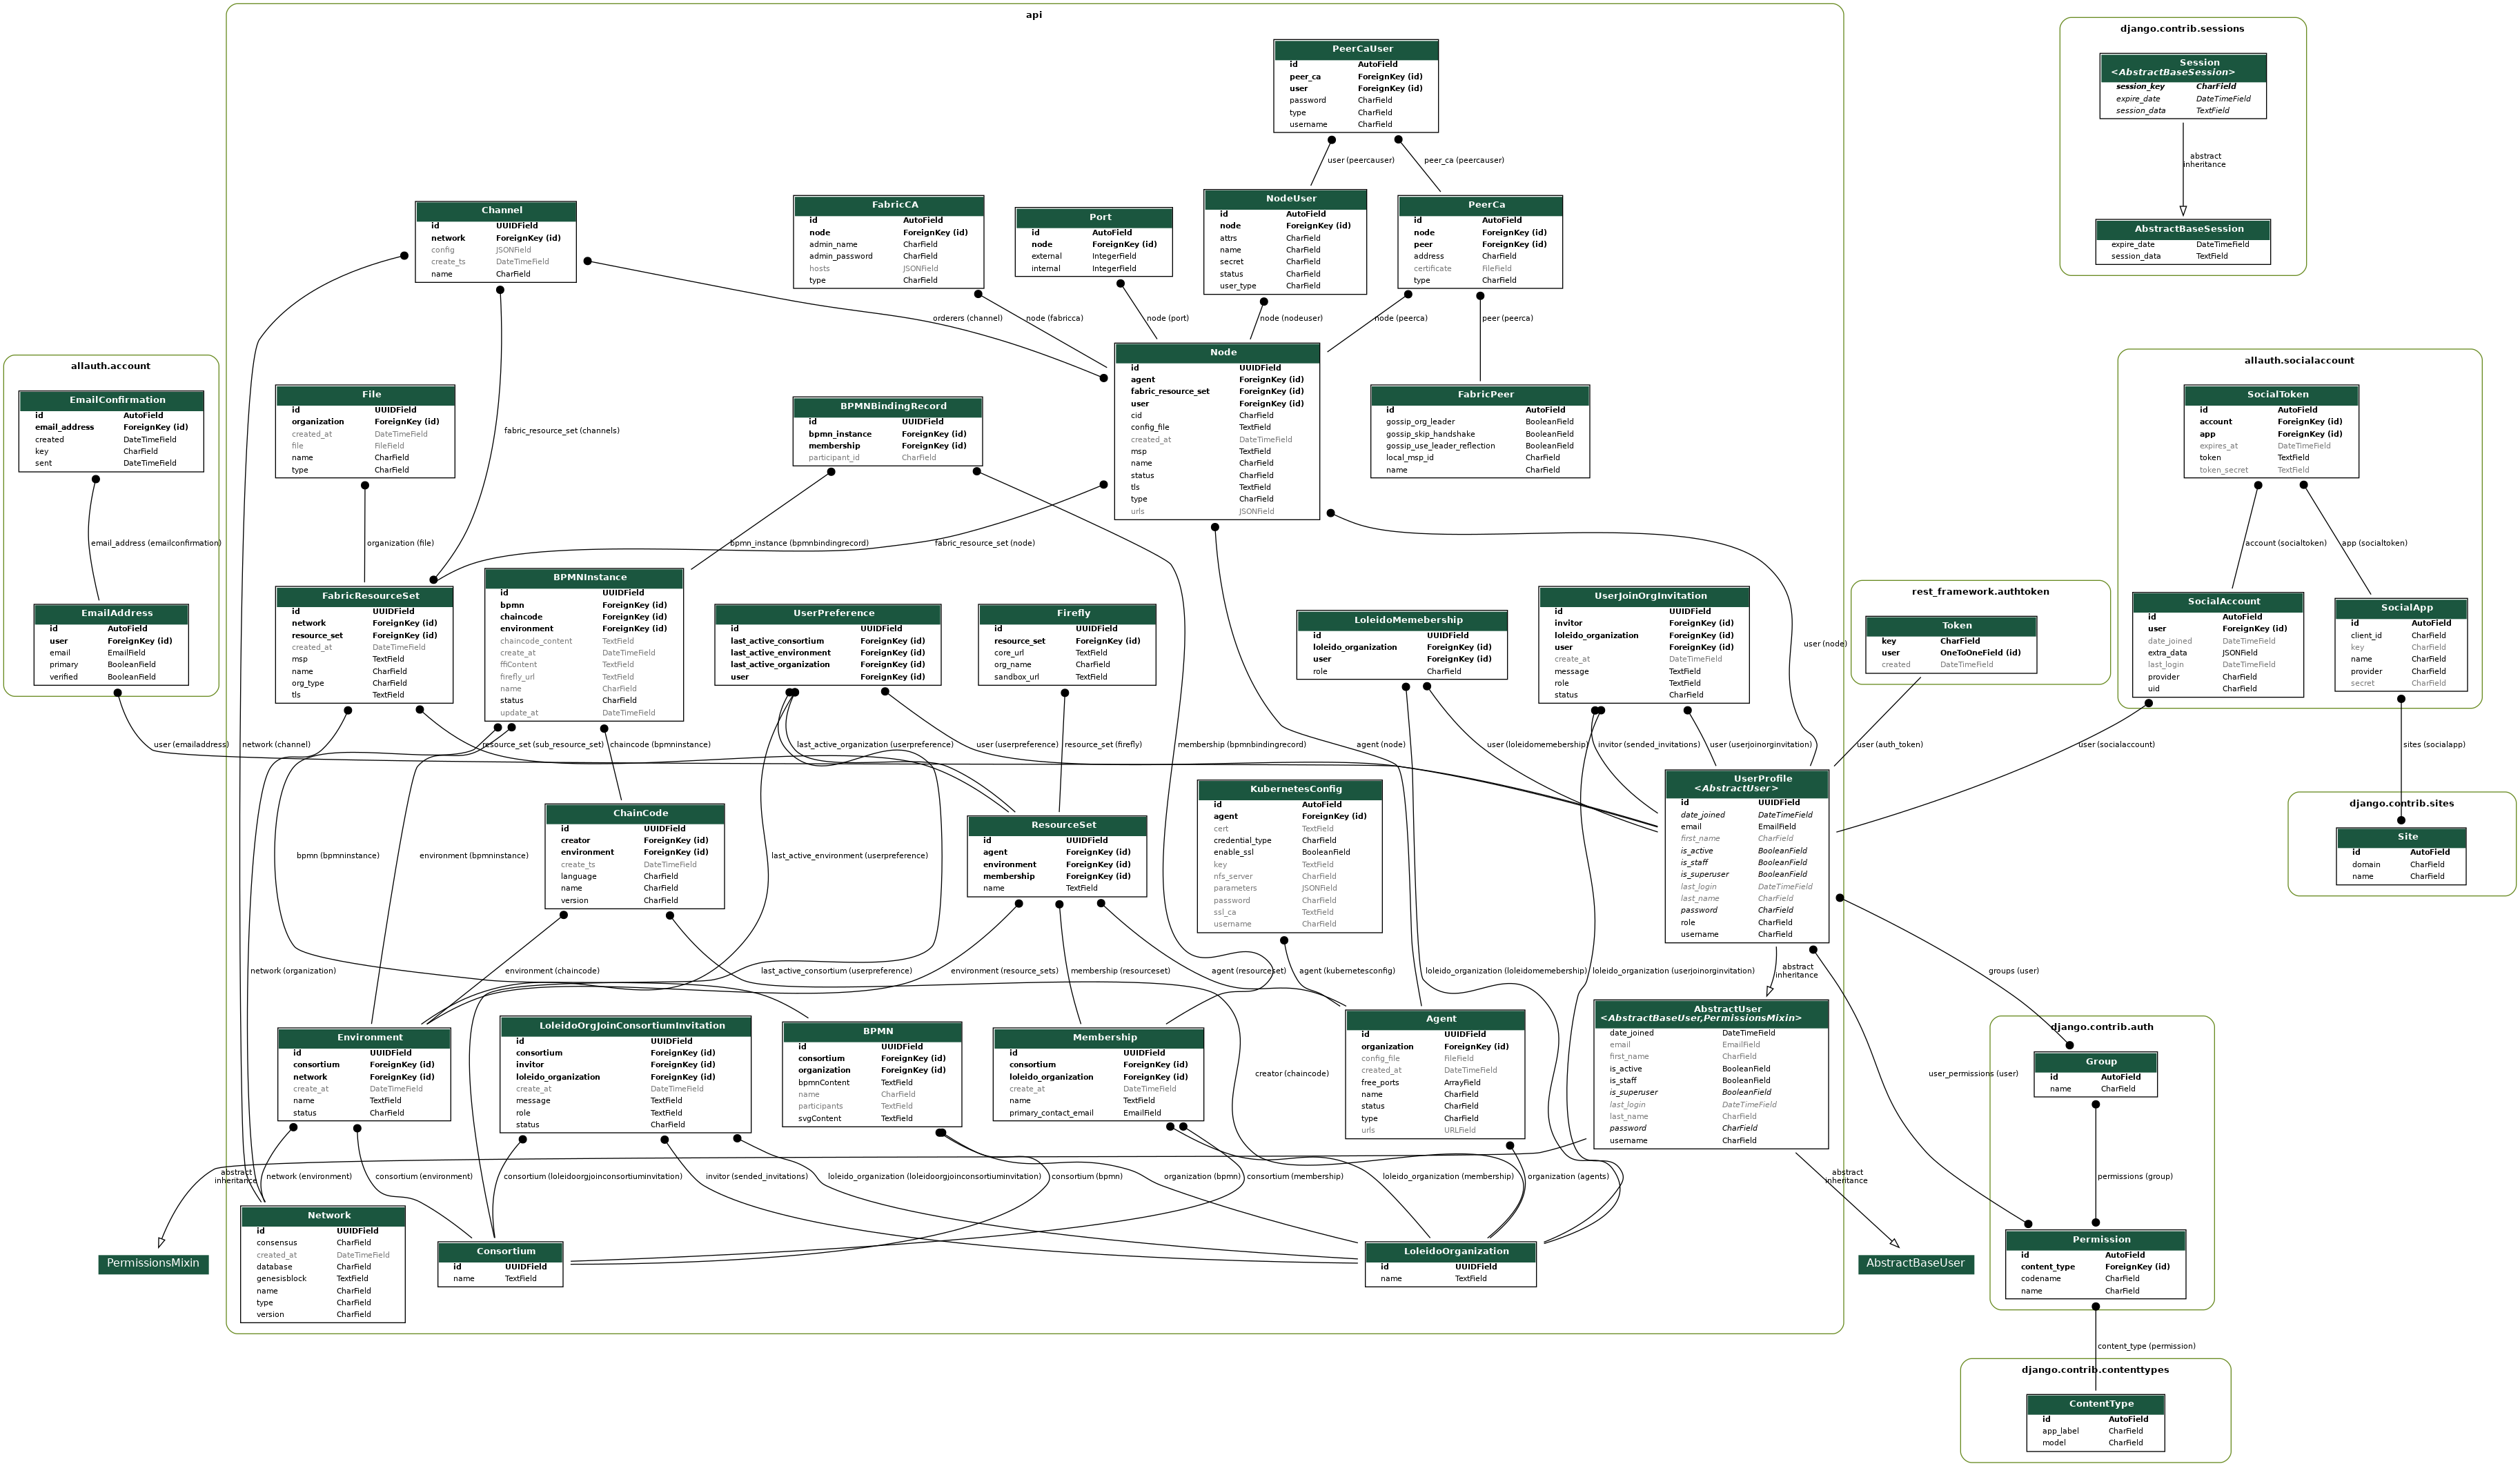 api
PeerCaUser
id AutoField
peer_ca ForeignKey (id)
user ForeignKey (id)
password CharField
type CharField
username CharField
user (peercauser)
peer_ca (peercauser)
Channel
id UUIDField
network ForeignKey (id)
config JSONField
create_ts DateTimeField
name CharField
FabricCA
id AutoField
node ForeignKey (id)
admin_name CharField
admin_password CharField
hosts JSONField
type CharField
Port
id AutoField
node ForeignKey (id)
external IntegerField
internal IntegerField
NodeUser
id AutoField
node ForeignKey (id)
attrs CharField
name CharField
secret CharField
status CharField
user_type CharField
PeerCa
id AutoField
node ForeignKey (id)
peer ForeignKey (id)
address CharField
certificate FileField
type CharField
orderers (channel)
node (fabricca)
node (port)
node (nodeuser)
node (peerca)
peer (peerca)
File
id UUIDField
organization ForeignKey (id)
created_at DateTimeField
file FileField
name CharField
type CharField
fabric_resource_set (channels)
BPMNBindingRecord
id UUIDField
bpmn_instance ForeignKey (id)
membership ForeignKey (id)
participant_id CharField
Node
id UUIDField
agent ForeignKey (id)
fabric_resource_set ForeignKey (id)
user ForeignKey (id)
cid CharField
config_file TextField
created_at DateTimeField
msp TextField
name CharField
status CharField
tls TextField
type CharField
urls JSONField
FabricPeer
id AutoField
gossip_org_leader BooleanField
gossip_skip_handshake BooleanField
gossip_use_leader_reflection BooleanField
local_msp_id CharField
name CharField
organization (file)
bpmn_instance (bpmnbindingrecord)
fabric_resource_set (node)
FabricResourceSet
id UUIDField
network ForeignKey (id)
resource_set ForeignKey (id)
created_at DateTimeField
msp TextField
name CharField
org_type CharField
tls TextField
BPMNInstance
id UUIDField
bpmn ForeignKey (id)
chaincode ForeignKey (id)
environment ForeignKey (id)
chaincode_content TextField
create_at DateTimeField
ffiContent TextField
firefly_url TextField
name CharField
status CharField
update_at DateTimeField
UserPreference
id UUIDField
last_active_consortium ForeignKey (id)
last_active_environment ForeignKey (id)
last_active_organization ForeignKey (id)
user ForeignKey (id)
Firefly
id UUIDField
resource_set ForeignKey (id)
core_url TextField
org_name CharField
sandbox_url TextField
LoleidoMemebership
id UUIDField
loleido_organization ForeignKey (id)
user ForeignKey (id)
role CharField
UserJoinOrgInvitation
id UUIDField
invitor ForeignKey (id)
loleido_organization ForeignKey (id)
user ForeignKey (id)
create_at DateTimeField
message TextField
role TextField
status CharField
user (node)
user (emailaddress)
network (channel)
resource_set (sub_resource_set)
chaincode (bpmninstance)
last_active_organization (userpreference)
user (userpreference)
resource_set (firefly)
membership (bpmnbindingrecord)
agent (node)
user (loleidomemebership)
invitor (sended_invitations)
user (userjoinorginvitation)
user (auth_token)
user (socialaccount)
sites (socialapp)
ChainCode
id UUIDField
creator ForeignKey (id)
environment ForeignKey (id)
create_ts DateTimeField
language CharField
name CharField
version CharField
ResourceSet
id UUIDField
agent ForeignKey (id)
environment ForeignKey (id)
membership ForeignKey (id)
name TextField
KubernetesConfig
id AutoField
agent ForeignKey (id)
cert TextField
credential_type CharField
enable_ssl BooleanField
key TextField
nfs_server CharField
parameters JSONField
password CharField
ssl_ca TextField
username CharField
UserProfile
<AbstractUser>
id UUIDField
date_joined DateTimeField
email EmailField
first_name CharField
is_active BooleanField
is_staff BooleanField
is_superuser BooleanField
last_login DateTimeField
last_name CharField
password CharField
role CharField
username CharField
bpmn (bpmninstance)
environment (bpmninstance)
last_active_environment (userpreference)
network (organization)
environment (chaincode)
last_active_consortium (userpreference)
environment (resource_sets)
membership (resourceset)
agent (resourceset)
agent (kubernetesconfig)
loleido_organization (loleidomemebership)
loleido_organization (userjoinorginvitation)
abstract
inheritance
groups (user)
Environment
id UUIDField
consortium ForeignKey (id)
network ForeignKey (id)
create_at DateTimeField
name TextField
status CharField
LoleidoOrgJoinConsortiumInvitation
id UUIDField
consortium ForeignKey (id)
invitor ForeignKey (id)
loleido_organization ForeignKey (id)
create_at DateTimeField
message TextField
role TextField
status CharField
BPMN
id UUIDField
consortium ForeignKey (id)
organization ForeignKey (id)
bpmnContent TextField
name CharField
participants TextField
svgContent TextField
Membership
id UUIDField
consortium ForeignKey (id)
loleido_organization ForeignKey (id)
create_at DateTimeField
name TextField
primary_contact_email EmailField
creator (chaincode)
Agent
id UUIDField
organization ForeignKey (id)
config_file FileField
created_at DateTimeField
free_ports ArrayField
name CharField
status CharField
type CharField
urls URLField
AbstractUser
<AbstractBaseUser,PermissionsMixin>
date_joined DateTimeField
email EmailField
first_name CharField
is_active BooleanField
is_staff BooleanField
is_superuser BooleanField
last_login DateTimeField
last_name CharField
password CharField
username CharField
user_permissions (user)
abstract
inheritance
network (environment)
consortium (environment)
consortium (loleidoorgjoinconsortiuminvitation)
invitor (sended_invitations)
loleido_organization (loleidoorgjoinconsortiuminvitation)
consortium (bpmn)
organization (bpmn)
consortium (membership)
loleido_organization (membership)
organization (agents)
abstract
inheritance
Network
id UUIDField
consensus CharField
created_at DateTimeField
database CharField
genesisblock TextField
name CharField
type CharField
version CharField
Consortium
id UUIDField
name TextField
LoleidoOrganization
id UUIDField
name TextField
PermissionsMixin
AbstractBaseUser
allauth.account
EmailConfirmation
id AutoField
email_address ForeignKey (id)
created DateTimeField
key CharField
sent DateTimeField
email_address (emailconfirmation)
EmailAddress
id AutoField
user ForeignKey (id)
email EmailField
primary BooleanField
verified BooleanField
django.contrib.sessions
Session
<AbstractBaseSession>
session_key CharField
expire_date DateTimeField
session_data TextField
abstract
inheritance
AbstractBaseSession
expire_date DateTimeField
session_data TextField
allauth.socialaccount
SocialToken
id AutoField
account ForeignKey (id)
app ForeignKey (id)
expires_at DateTimeField
token TextField
token_secret TextField
account (socialtoken)
app (socialtoken)
SocialAccount
id AutoField
user ForeignKey (id)
date_joined DateTimeField
extra_data JSONField
last_login DateTimeField
provider CharField
uid CharField
SocialApp
id AutoField
client_id CharField
key CharField
name CharField
provider CharField
secret CharField
rest_framework.authtoken
Token
key CharField
user OneToOneField (id)
created DateTimeField
django.contrib.sites
Site
id AutoField
domain CharField
name CharField
django.contrib.auth
Group
id AutoField
name CharField
permissions (group)
Permission
id AutoField
content_type ForeignKey (id)
codename CharField
name CharField
content_type (permission)
django.contrib.contenttypes
ContentType
id AutoField
app_label CharField
model CharField